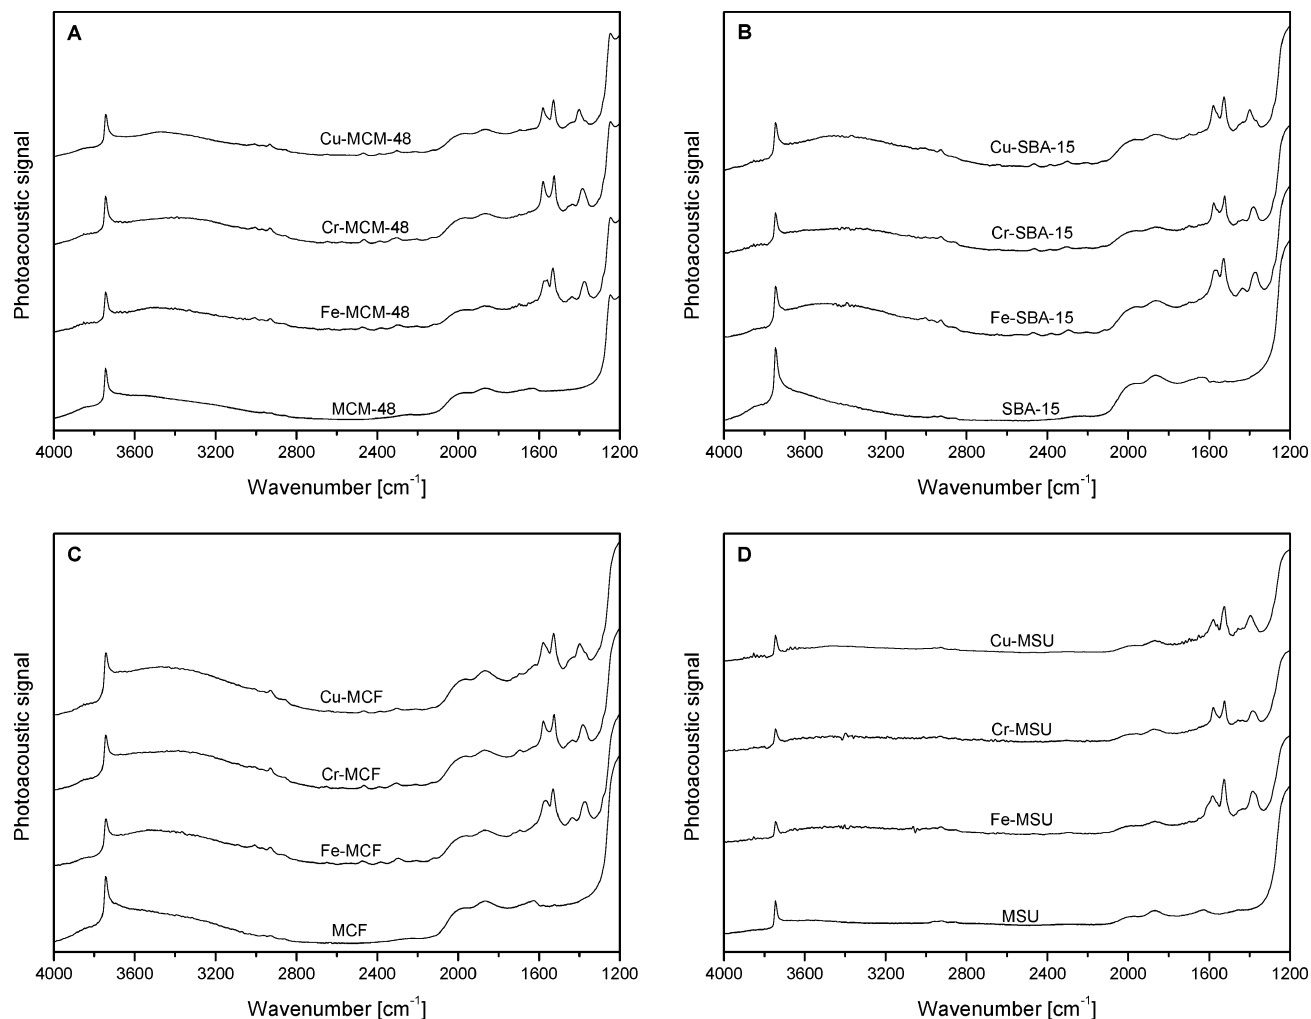 A
Photoacoustic signal
Cu-MCM-48
Cr-MCM-48
Fe-MCM-48
MCM-48
4000 3600 3200 2800 2400 2000 1600 1200
Wavenumber [cm⁻¹]
B
Photoacoustic signal
Cu-SBA-15
Cr-SBA-15
Fe-SBA-15
SBA-15
4000 3600 3200 2800 2400 2000 1600 1200
Wavenumber [cm⁻¹]
C
Photoacoustic signal
Cu-MCF
Cr-MCF
Fe-MCF
MCF
4000 3600 3200 2800 2400 2000 1600 1200
Wavenumber [cm⁻¹]
D
Photoacoustic signal
Cu-MSU
Cr-MSU
Fe-MSU
MSU
4000 3600 3200 2800 2400 2000 1600 1200
Wavenumber [cm⁻¹]